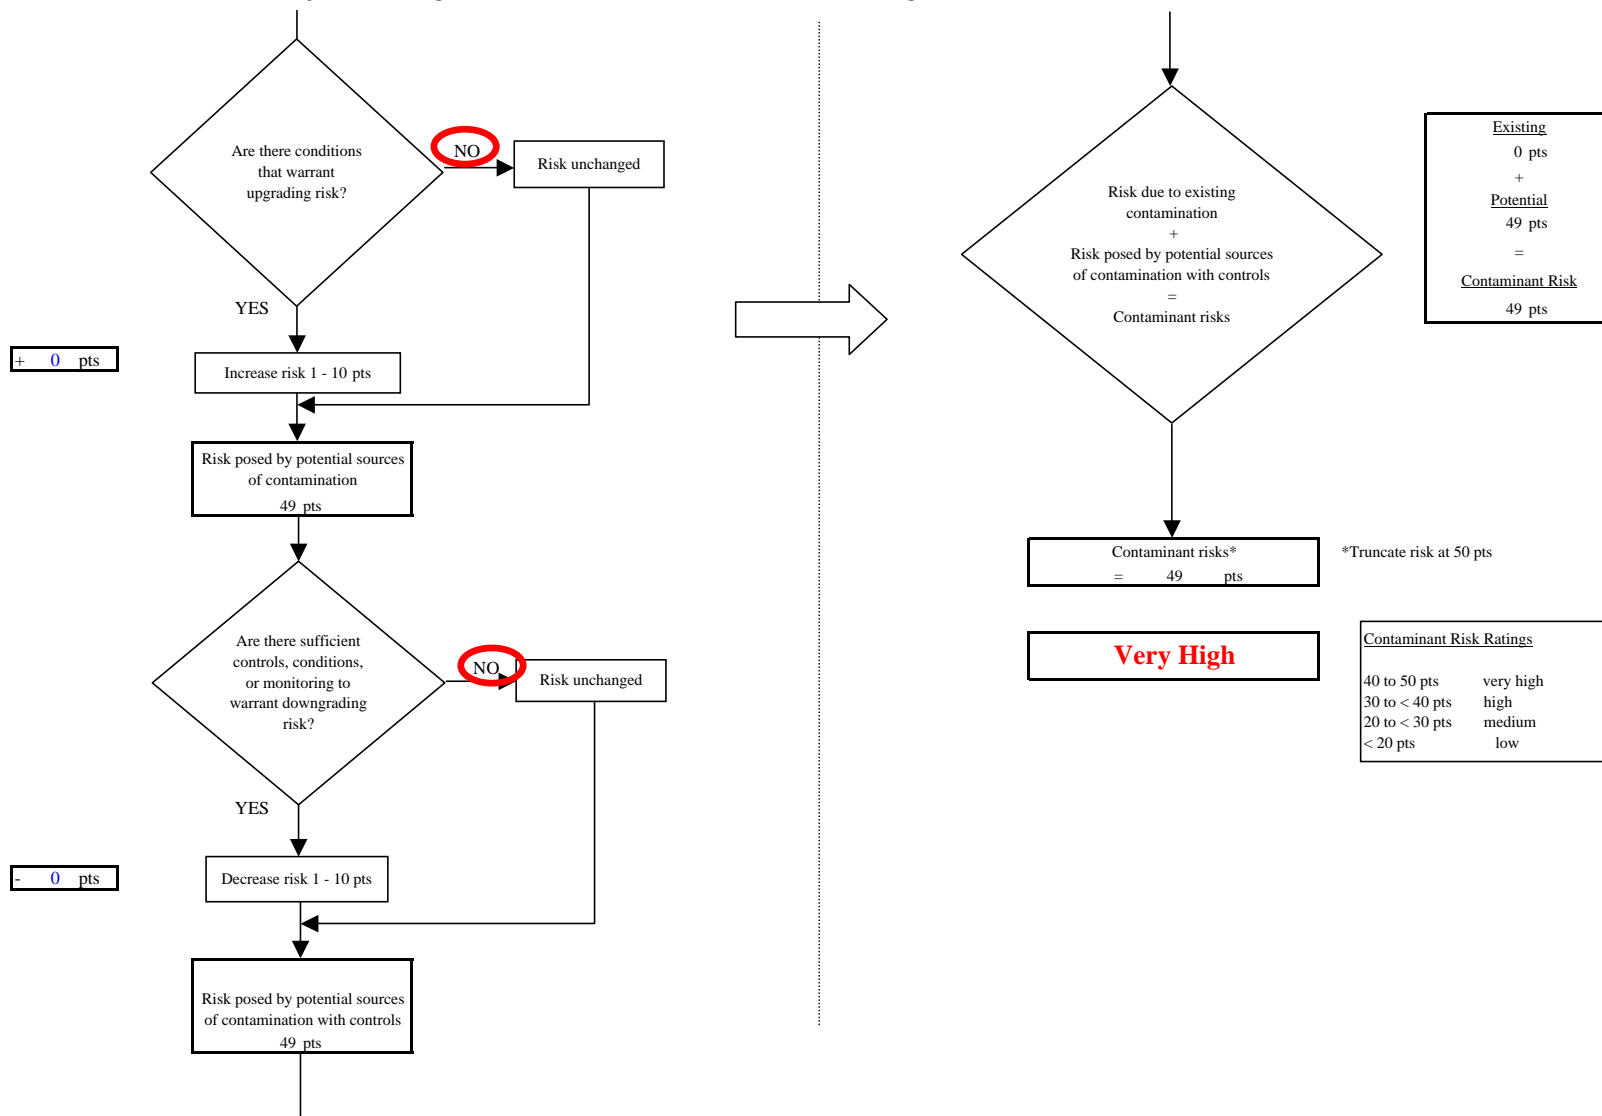 Are there conditions
that warrant
upgrading risk?
NO
Risk unchanged
YES
+ 0 pts
Increase risk 1 - 10 pts
Risk posed by potential sources
of contamination
49 pts
Are there sufficient
controls, conditions,
or monitoring to
warrant downgrading
risk?
NO
Risk unchanged
YES
- 0 pts
Decrease risk 1 - 10 pts
Risk posed by potential sources
of contamination with controls
49 pts
Risk due to existing
contamination
+
Risk posed by potential sources
of contamination with controls
=
Contaminant risks
Existing
0 pts
+
Potential
49 pts
=
Contaminant Risk
49 pts
Contaminant risks*
= 49 pts
*Truncate risk at 50 pts
Very High
Contaminant Risk Ratings
40 to 50 pts very high
30 to < 40 pts high
20 to < 30 pts medium
< 20 pts low